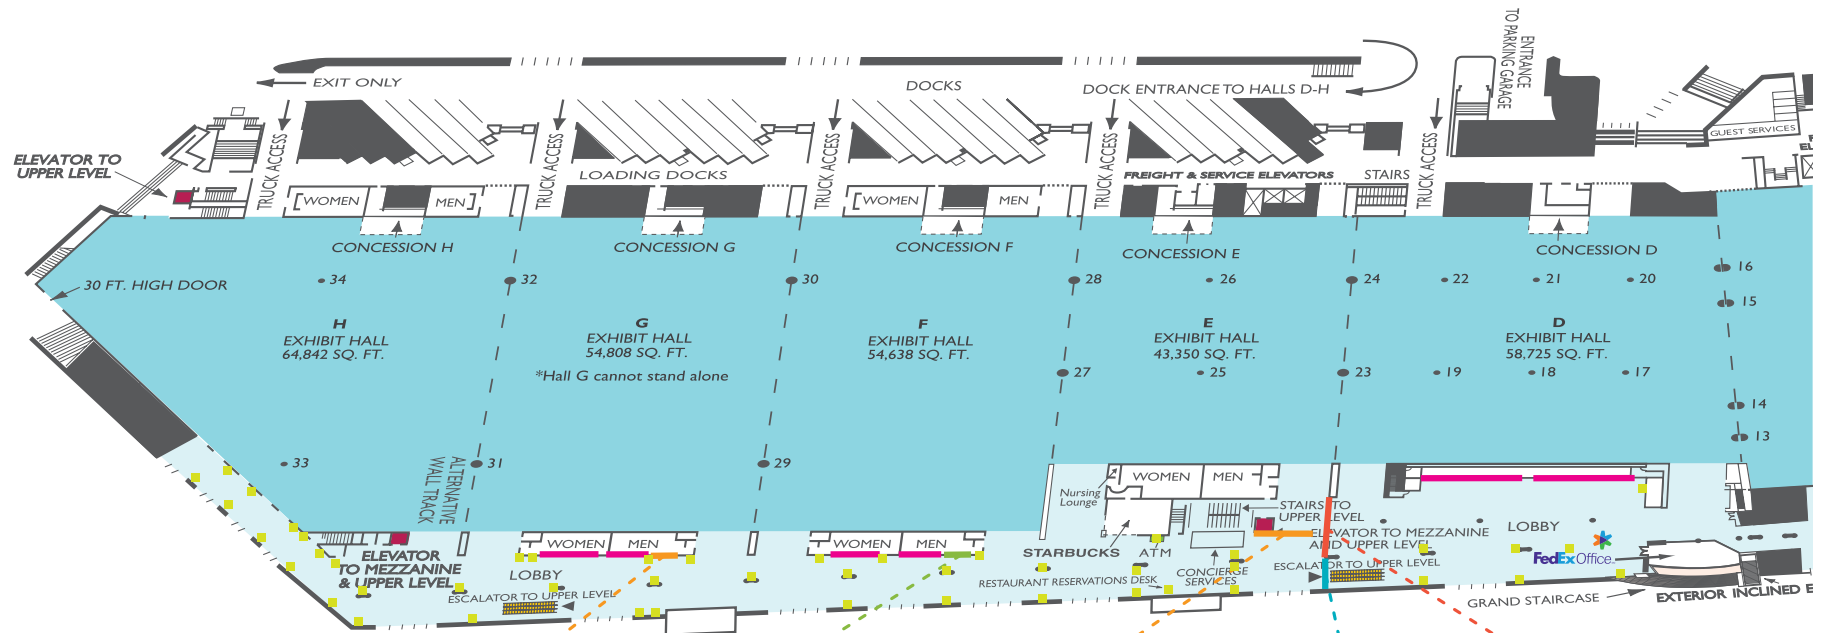 ENTRANCE
TO PARKING GARAGE
EXIT ONLY
DOCKS
DOCK ENTRANCE TO HALLS D-H
GUEST SERVICES
ELEVATOR TO
UPPER LEVEL
TRUCK ACCESS
TRUCK ACCESS
TRUCK ACCESS
TRUCK ACCESS
TRUCK ACCESS
LOADING DOCKS
FREIGHT & SERVICE ELEVATORS
STAIRS
WOMEN
MEN
WOMEN
MEN
CONCESSION H
CONCESSION G
CONCESSION F
CONCESSION E
CONCESSION D
30 FT. HIGH DOOR
34
32
30
28
26
24
22
21
20
16
15
H
EXHIBIT HALL
64,842 SQ. FT.
G
EXHIBIT HALL
54,808 SQ. FT.
*Hall G cannot stand alone
F
EXHIBIT HALL
54,638 SQ. FT.
E
EXHIBIT HALL
43,350 SQ. FT.
D
EXHIBIT HALL
58,725 SQ. FT.
27
25
23
19
18
17
14
13
33
31
29
ALTERNATIVE
WALL TRACK
Nursing
Lounge
WOMEN
MEN
STAIRS TO
UPPER LEVEL
ELEVATOR TO MEZZANINE
AND UPPER LEVEL
LOBBY
STARBUCKS
ATM
CONCIERGE
SERVICES
RESTAURANT RESERVATIONS DESK
ESCALATOR TO UPPER LEVEL
FedExOffice
GRAND STAIRCASE
EXTERIOR INCLINED E
WOMEN
MEN
WOMEN
MEN
ELEVATOR
TO MEZZANINE
& UPPER LEVEL
LOBBY
ESCALATOR TO UPPER LEVEL